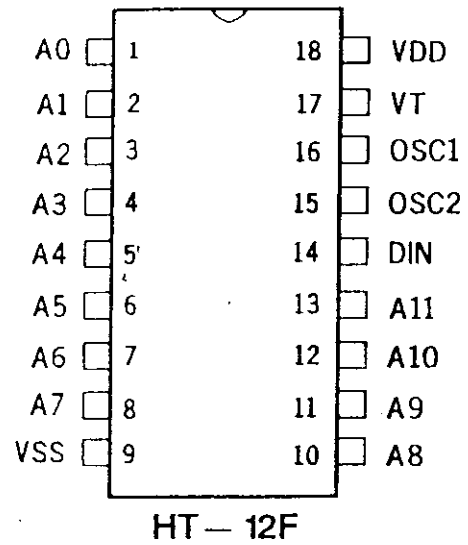 A0 1 18 VDD
A1 2 17 VT
A2 3 16 OSC1
A3 4 15 OSC2
A4 5 14 DIN
A5 6 13 A11
A6 7 12 A10
A7 8 11 A9
VSS 9 10 A8
HT – 12F